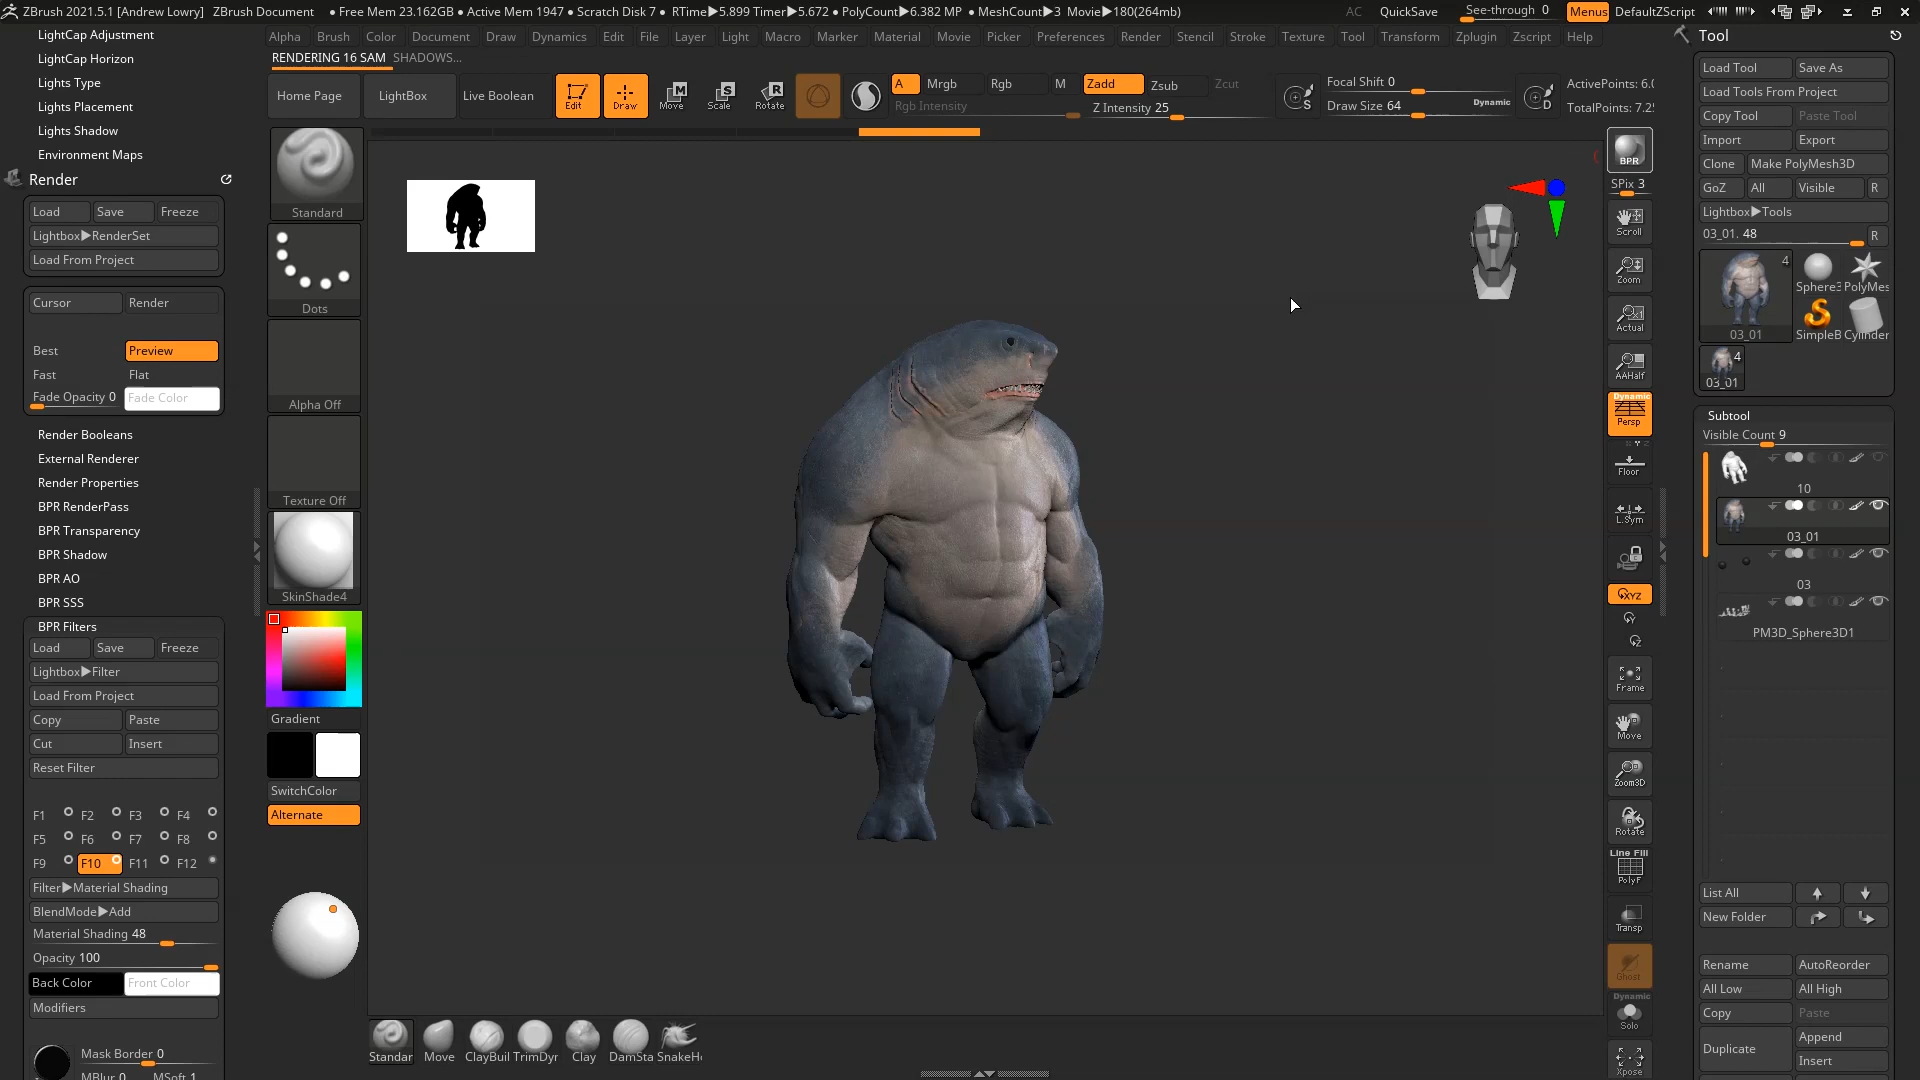 ZBrush 2021.5.1 [Andrew Lowry] ZBrush Document • Free Mem 23.162GB • Active Mem 1947 • Scratch Disk 7 • RTime▶5.899 Timer▶5.672 • PolyCount▶6.382 MP • MeshCount▶3 Movie▶180(264mb) AC QuickSave See-through 0 Menus DefaultZScript
Alpha Brush Color Document Draw Dynamics Edit File Layer Light Macro Marker Material Movie Picker Preferences Render Stencil Stroke Texture Tool Transform Zplugin Zscript Help
RENDERING 16 SAM SHADOWS...
Home Page LightBox Live Boolean Edit Draw Move Scale Rotate A Mrgb Rgb M Zadd Zsub Zcut
Rgb Intensity Z Intensity 25
Focal Shift 0
Draw Size 64 Dynamic
S D
ActivePoints: 6.0
TotalPoints: 7.2
LightCap Adjustment
LightCap Horizon
Lights Type
Lights Placement
Lights Shadow
Environment Maps
Render
Load Save Freeze
Lightbox▶RenderSet
Load From Project
Cursor Render
Best Preview
Fast Flat
Fade Opacity 0 Fade Color
Render Booleans
External Renderer
Render Properties
BPR RenderPass
BPR Transparency
BPR Shadow
BPR AO
BPR SSS
BPR Filters
Load Save Freeze
Lightbox▶Filter
Load From Project
Copy Paste
Cut Insert
Reset Filter
F1 F2 F3 F4
F5 F6 F7 F8
F9 F10 F11 F12
Filter▶Material Shading
BlendMode▶Add
Material Shading 48
Opacity 100
Back Color Front Color
Modifiers
Mask Border 0
MBlur 0 MSoft 1
Standard
Dots
Alpha Off
Texture Off
SkinShade4
Gradient
SwitchColor
Alternate
Standar Move ClayBuil TrimDyr Clay DamSta SnakeH
BPR
SPix 3
Scroll
Zoom
Actual
AAHalf
Dynamic
Persp
Floor
L.Sym
XYZ
Frame
Move
Zoom3D
Rotate
Line Fill
PolyF
Transp
Ghost
Dynamic
Solo
Xpose
Tool
Load Tool Save As
Load Tools From Project
Copy Tool Paste Tool
Import Export
Clone Make PolyMesh3D
GoZ All Visible R
Lightbox▶Tools
03_01. 48 R
4
03_01
Sphere3 PolyMes
SimpleB Cylinder
4
03_01
Subtool
Visible Count 9
10
03_01
03
PM3D_Sphere3D1
List All
New Folder
Rename AutoReorder
All Low All High
Copy Paste
Duplicate Append
Insert